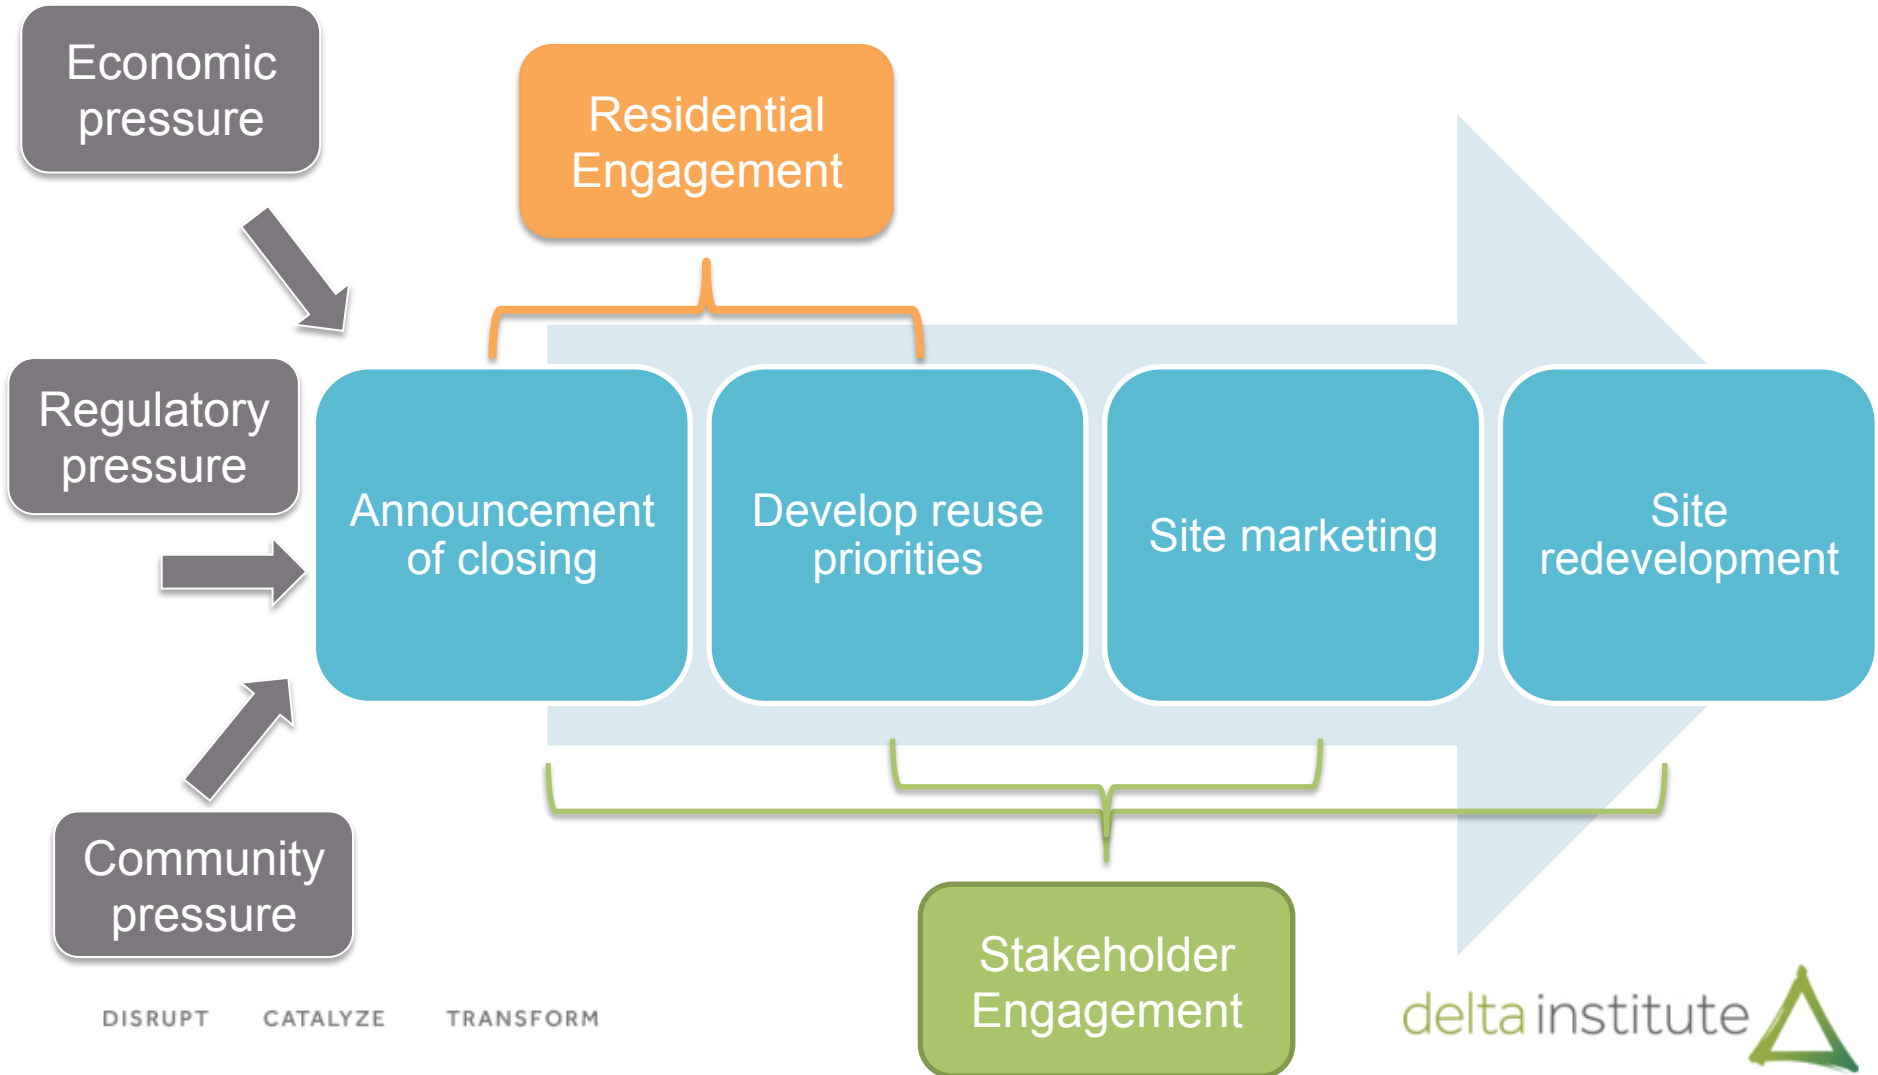 Economic
pressure
Residential
Engagement
Regulatory
pressure
Announcement
of closing
Develop reuse
priorities
Site marketing
Site
redevelopment
Community
pressure
Stakeholder
Engagement
DISRUPT CATALYZE TRANSFORM
delta institute